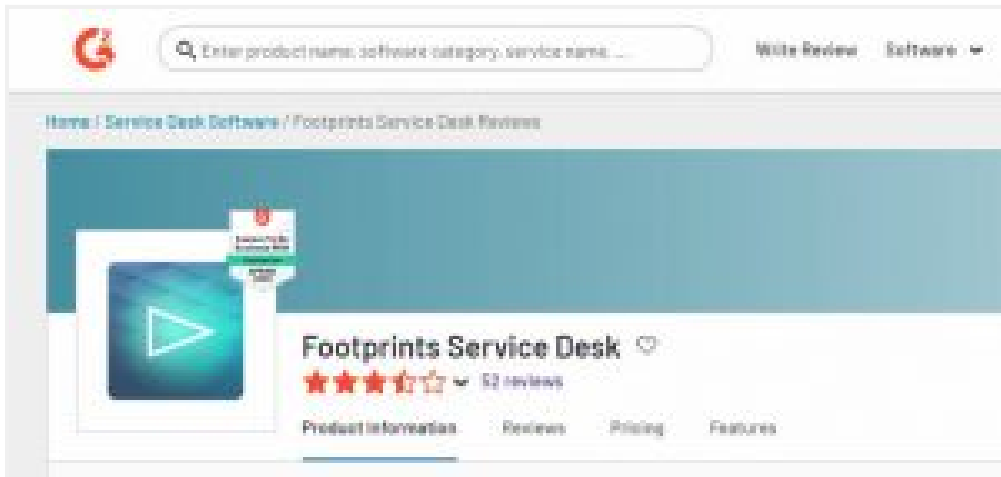 G2
Enter product name, software category, service name, ...
Write Review
Software
Home / Service Desk Software / Footprints Service Desk Reviews
Footprints Service Desk
52 reviews
Product Information
Reviews
Pricing
Features